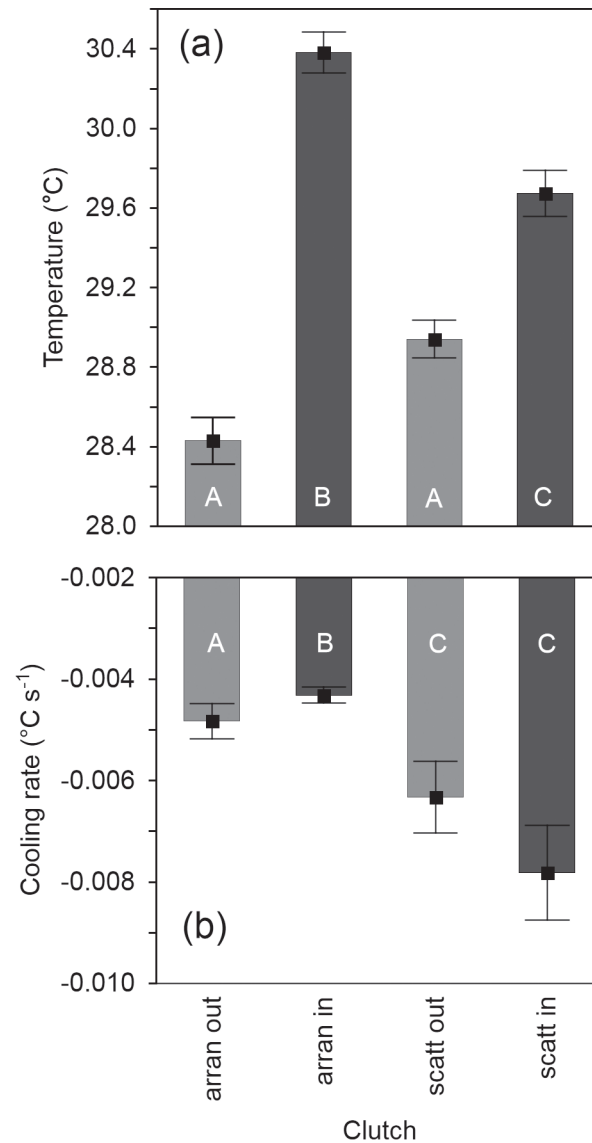 (a)
Temperature (°C)
30.4
30.0
29.6
29.2
28.8
28.4
28.0
A
B
A
C
-0.002
-0.004
-0.006
-0.008
-0.010
Cooling rate (°C s⁻¹)
A
B
C
C
(b)
arran out
arran in
scatt out
scatt in
Clutch